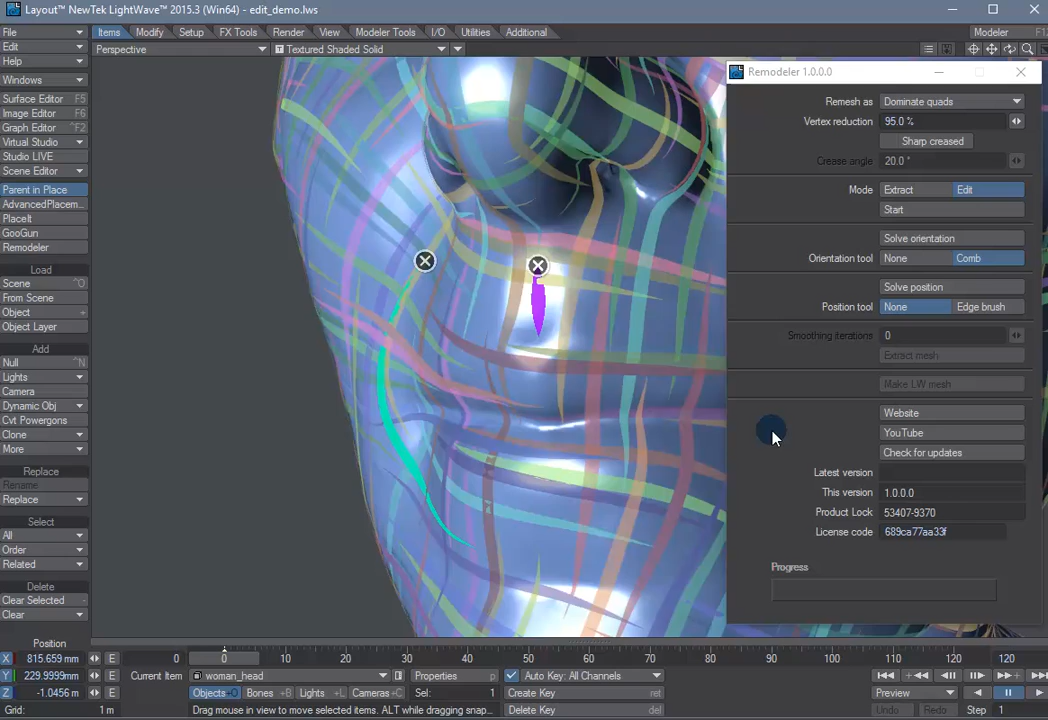 Layout™ NewTek LightWave™ 2015.3 (Win64) - edit_demo.lws
File
Items Modify Setup FX Tools Render View Modeler Tools I/O Utilities Additional
Modeler F12
Edit
Perspective
Textured Shaded Solid
Help
Windows
Surface Editor F5
Image Editor F6
Graph Editor ^F2
Virtual Studio
Studio LIVE
Scene Editor
Parent in Place
AdvancedPlacem...
PlaceIt
GooGun
Remodeler
Load
Scene ^O
From Scene
Object +
Object Layer
Add
Null ^N
Lights
Camera
Dynamic Obj
Cvt Powergons
Clone
More
Replace
Rename
Replace
Select
All
Order
Related
Delete
Clear Selected -
Clear
Remodeler 1.0.0.0
Remesh as Dominate quads
Vertex reduction 95.0 %
Sharp creased
Crease angle 20.0 °
Mode Extract Edit
Start
Solve orientation
Orientation tool None Comb
Solve position
Position tool None Edge brush
Smoothing iterations 0
Extract mesh
Make LW mesh
Website
YouTube
Check for updates
Latest version
This version 1.0.0.0
Product Lock 53407-9370
License code 689ca77aa33f
Progress
Position
X 815.659 mm E
Y 229.9999mm E
Z -1.0456 m E
Grid: 1 m
0 0 10 20 30 40 50 60 70 80 90 100 110 120 120
Current Item woman_head Properties Auto Key: All Channels
Objects +O Bones +B Lights +L Cameras +C Sel: 1 Create Key ret
Preview
Drag mouse in view to move selected items. ALT while dragging snap... Delete Key del
Undo Redo Step 1